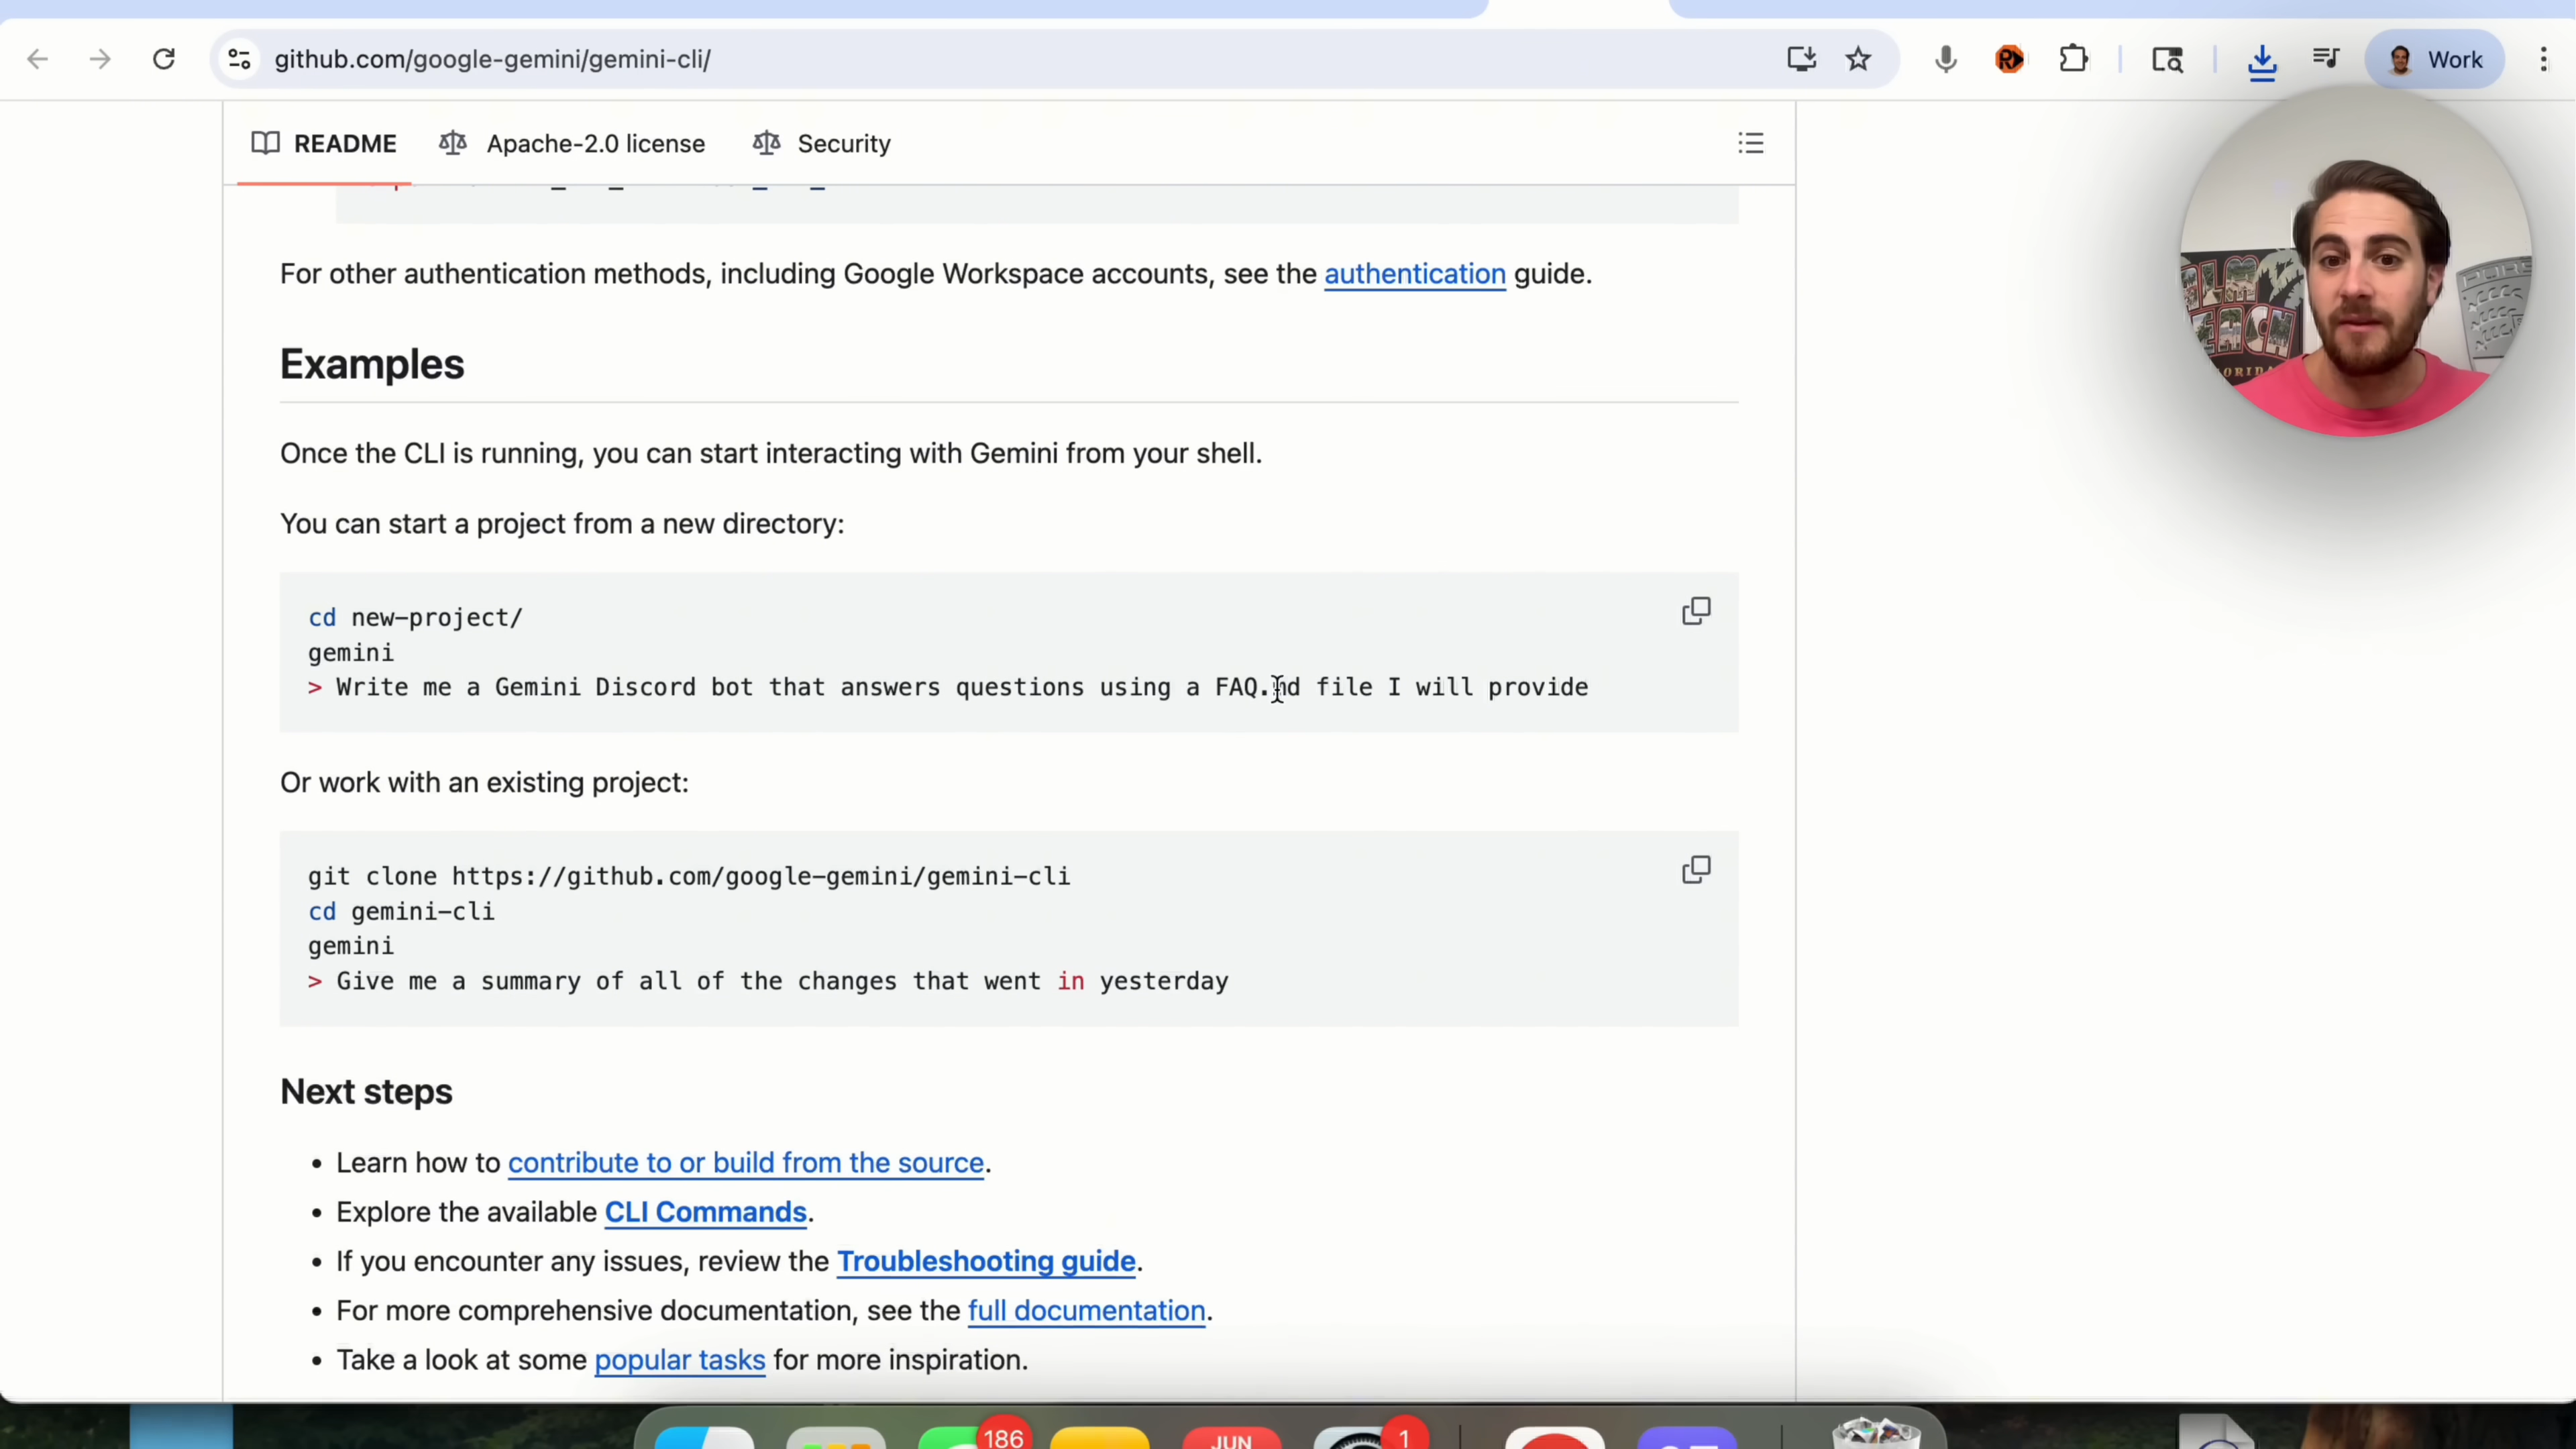 github.com/google-gemini/gemini-cli/
Work
README
Apache-2.0 license
Security
For other authentication methods, including Google Workspace accounts, see the authentication guide.
Examples
Once the CLI is running, you can start interacting with Gemini from your shell.
You can start a project from a new directory:
cd new-project/
gemini
> Write me a Gemini Discord bot that answers questions using a FAQ.md file I will provide
Or work with an existing project:
git clone https://github.com/google-gemini/gemini-cli
cd gemini-cli
gemini
> Give me a summary of all of the changes that went in yesterday
Next steps
• Learn how to contribute to or build from the source.
• Explore the available CLI Commands.
• If you encounter any issues, review the Troubleshooting guide.
• For more comprehensive documentation, see the full documentation.
• Take a look at some popular tasks for more inspiration.
186
JUN
1